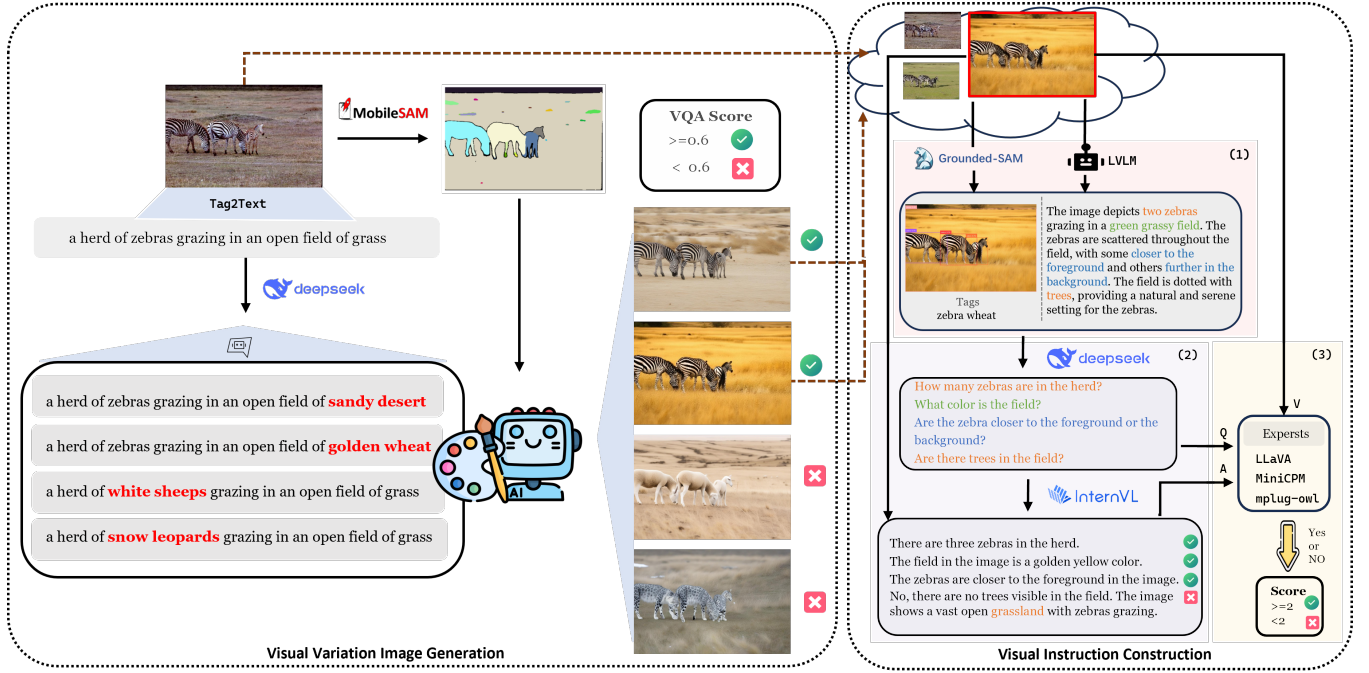 MobileSAM
Tag2Text
a herd of zebras grazing in an open field of grass
deepseek
a herd of zebras grazing in an open field of sandy desert
a herd of zebras grazing in an open field of golden wheat
a herd of white sheeps grazing in an open field of grass
a herd of snow leopards grazing in an open field of grass
AI
VQA Score
>=0.6
< 0.6
Visual Variation Image Generation
Grounded-SAM
LVLM
(1)
Tags
zebra wheat
The image depicts two zebras
grazing in a green grassy field. The
zebras are scattered throughout the
field, with some closer to the
foreground and others further in the
background. The field is dotted with
trees, providing a natural and serene
setting for the zebras.
deepseek
(2)
How many zebras are in the herd?
What color is the field?
Are the zebra closer to the foreground or the
background?
Are there trees in the field?
InternVL
There are three zebras in the herd.
The field in the image is a golden yellow color.
The zebras are closer to the foreground in the image.
No, there are no trees visible in the field. The image
shows a vast open grassland with zebras grazing.
(3)
V
Q
A
Expersts
LLaVA
MiniCPM
mplug-owl
Yes
or
NO
Score
>=2
<2
Visual Instruction Construction